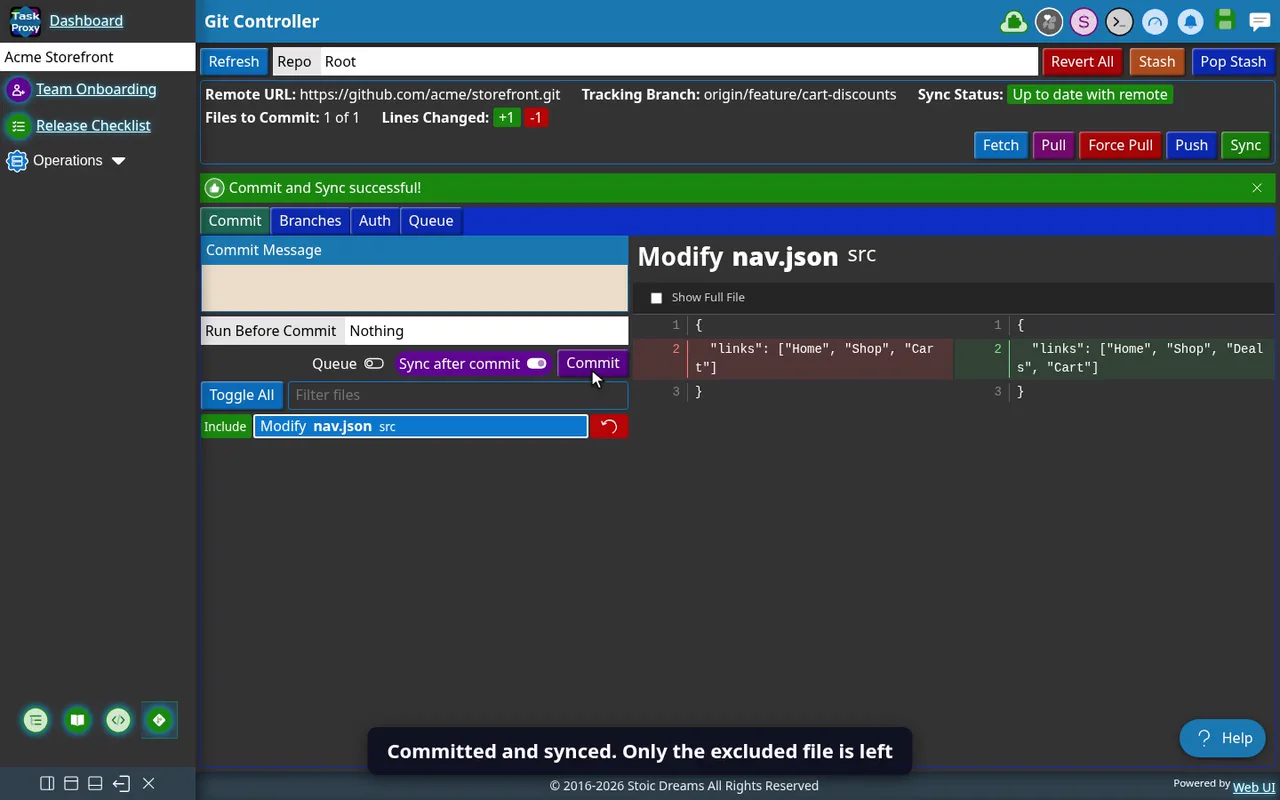 Task Proxy Dashboard
Git Controller
S
Acme Storefront
Refresh Repo Root Revert All Stash Pop Stash
Team Onboarding
Release Checklist
Operations
Remote URL: https://github.com/acme/storefront.git Tracking Branch: origin/feature/cart-discounts Sync Status: Up to date with remote
Files to Commit: 1 of 1 Lines Changed: +1 -1
Fetch Pull Force Pull Push Sync
Commit and Sync successful!
Commit Branches Auth Queue
Commit Message
Modify nav.json src
Show Full File
Run Before Commit Nothing
Queue Sync after commit Commit
Toggle All Filter files
Include Modify nav.json src
1 { 1 {
2 "links": ["Home", "Shop", "Car 2 "links": ["Home", "Shop", "Deal
t"] s", "Cart"]
3 } 3 }
Committed and synced. Only the excluded file is left
? Help
© 2016-2026 Stoic Dreams All Rights Reserved
Powered by Web UI